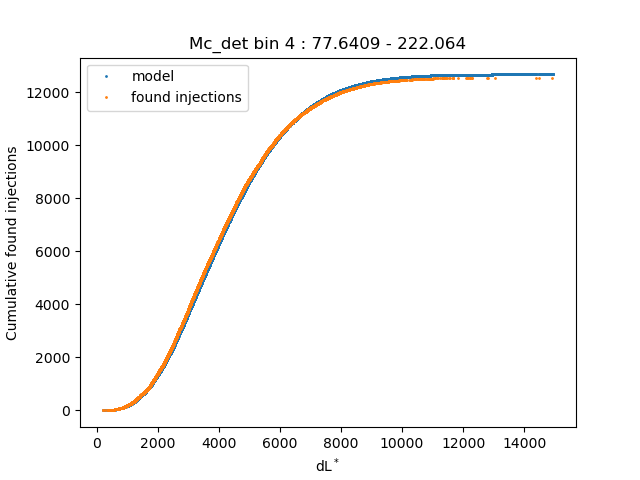 Mc_det bin 4 : 77.6409 - 222.064
model
found injections
Cumulative found injections
12000
10000
8000
6000
4000
2000
0
0 2000 4000 6000 8000 10000 12000 14000
dL*